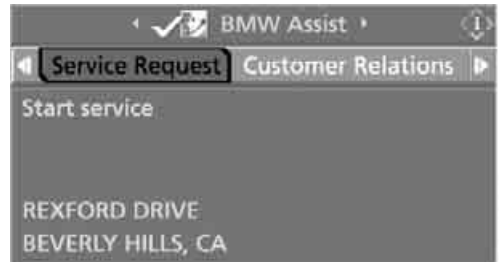 BMW Assist
Service Request Customer Relations
Start service
REXFORD DRIVE
BEVERLY HILLS, CA